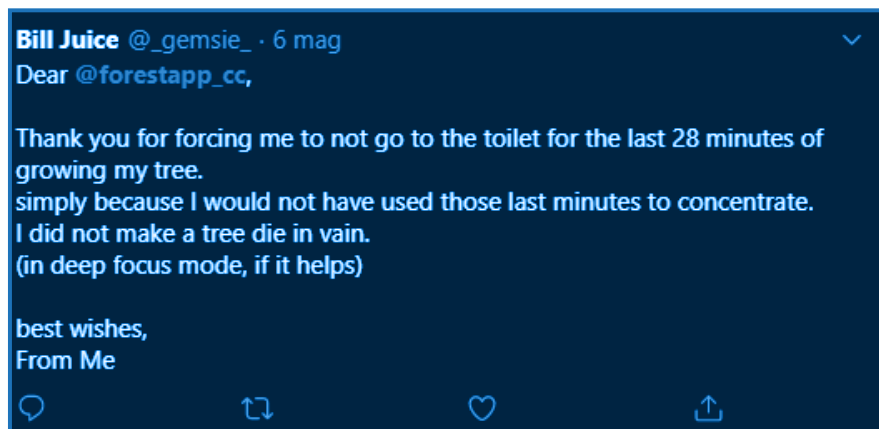 Bill Juice @_gemsie_ · 6 mag
Dear @forestapp_cc,
Thank you for forcing me to not go to the toilet for the last 28 minutes of
growing my tree.
simply because I would not have used those last minutes to concentrate.
I did not make a tree die in vain.
(in deep focus mode, if it helps)
best wishes,
From Me